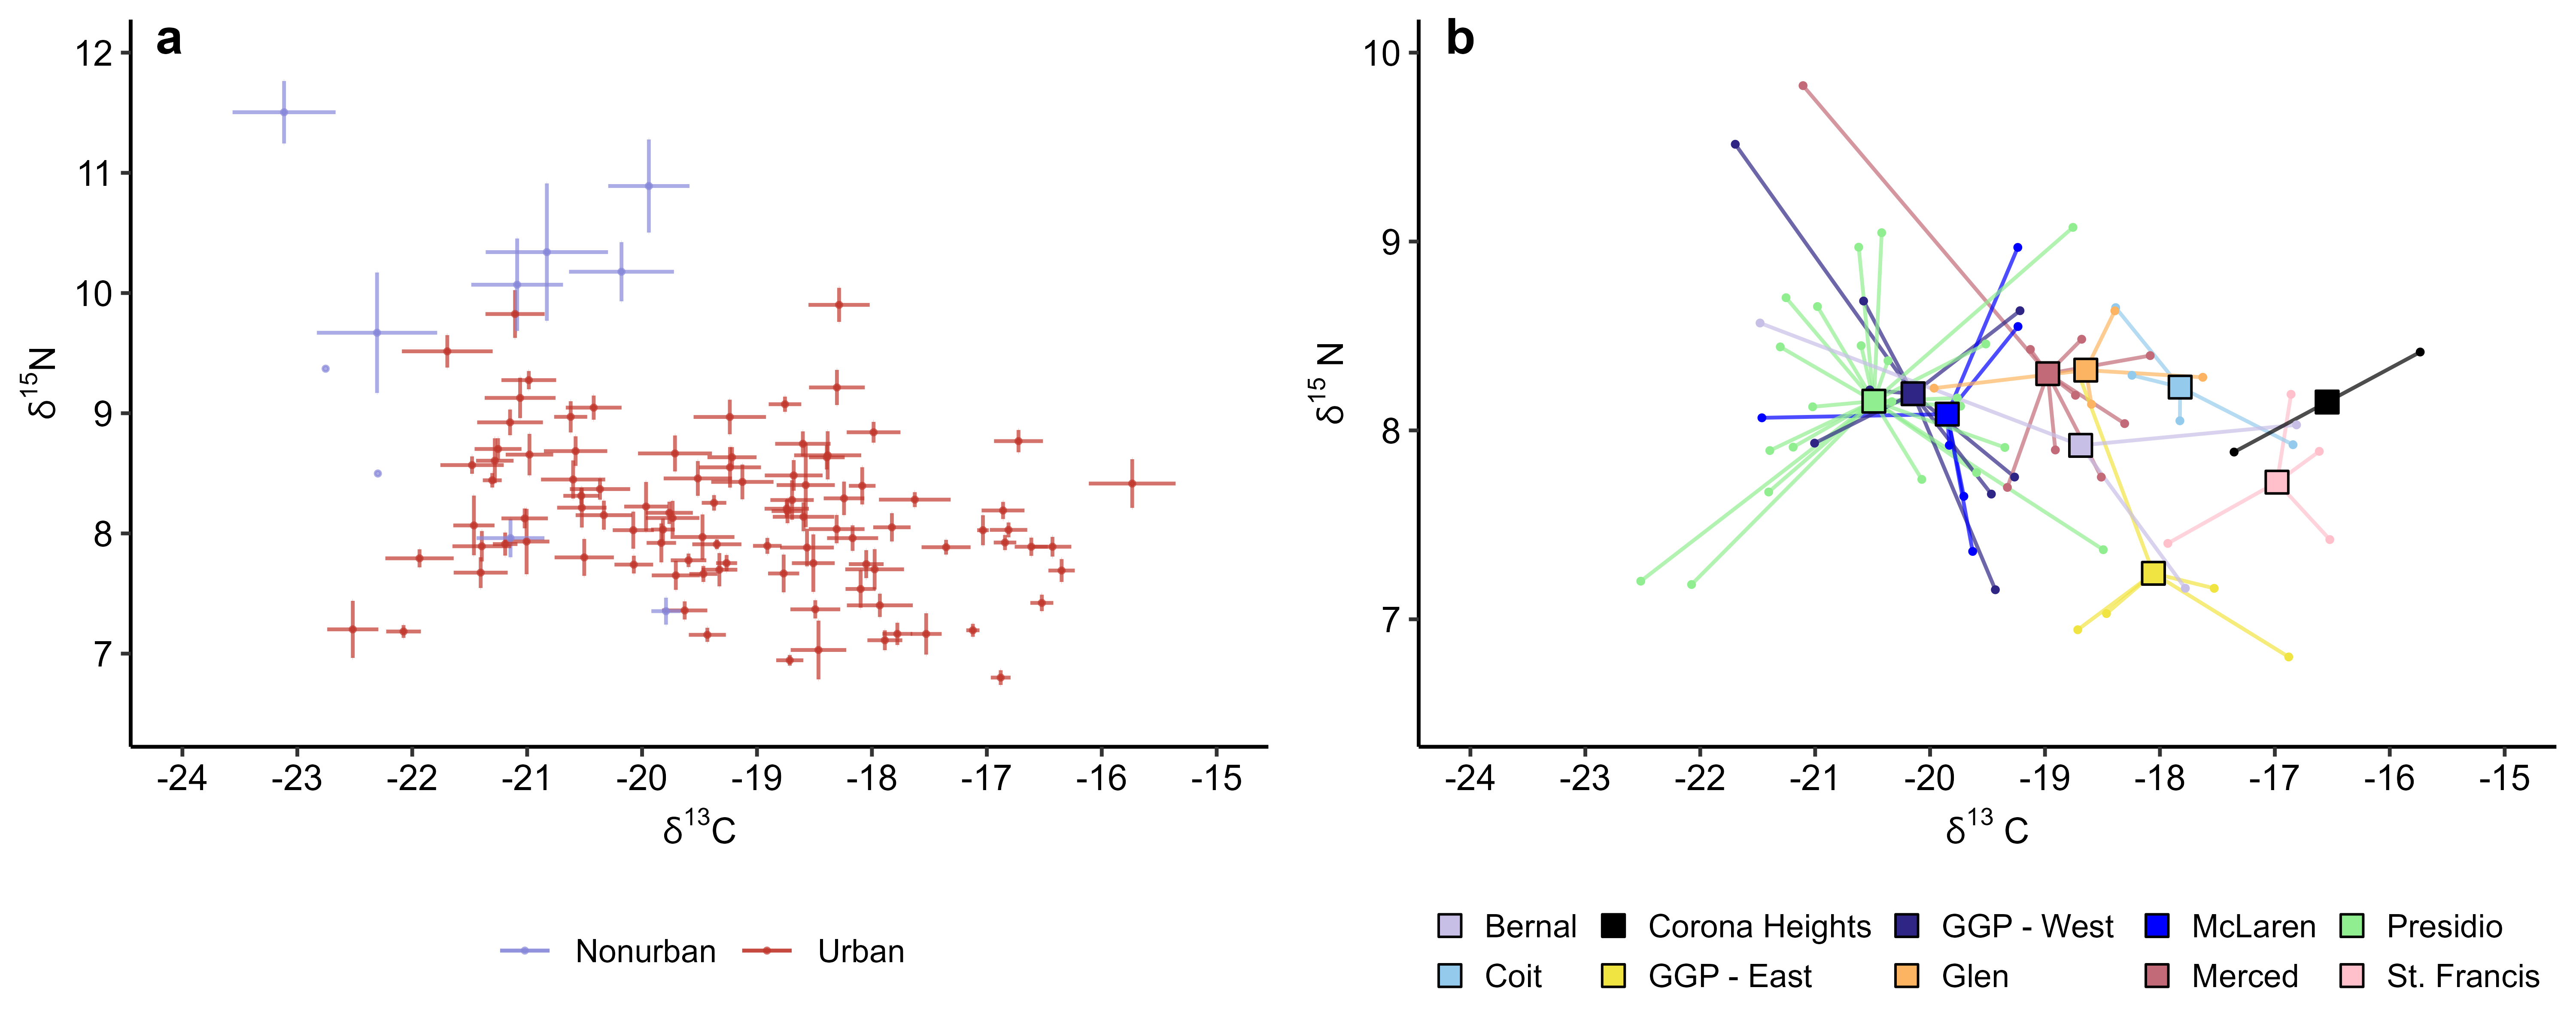 a
12
11
10
9
8
7
δ15N
-24 -23 -22 -21 -20 -19 -18 -17 -16 -15
δ13C
Nonurban Urban
b
10
9
8
7
δ15 N
-24 -23 -22 -21 -20 -19 -18 -17 -16 -15
δ13 C
Bernal Corona Heights GGP - West McLaren Presidio
Coit GGP - East Glen Merced St. Francis